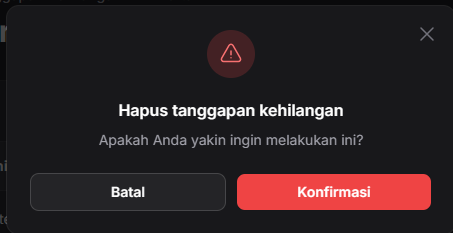 Hapus tanggapan kehilangan
Apakah Anda yakin ingin melakukan ini?
Batal
Konfirmasi